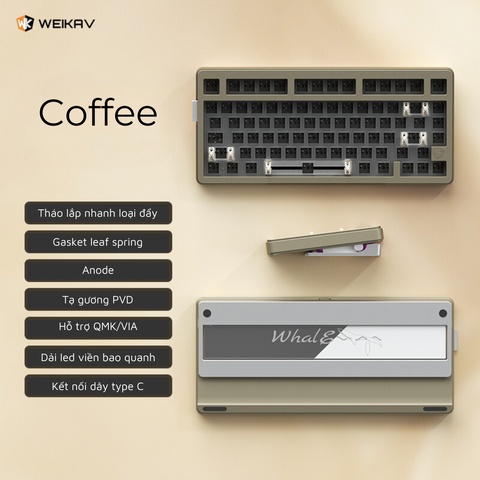 WEIKAV
Coffee
Tháo lắp nhanh loại đẩy
Gasket leaf spring
Anode
Tạ gương PVD
Hỗ trợ QMK/VIA
Dải led viền bao quanh
Kết nối dây type C